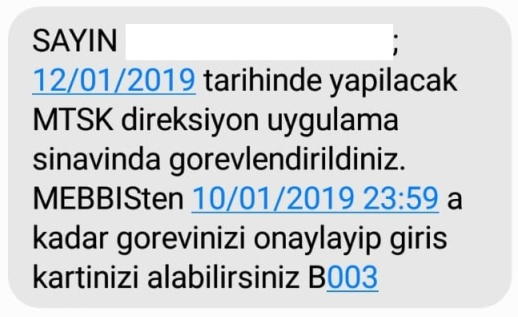 SAYIN ;
12/01/2019 tarihinde yapilacak
MTSK direksiyon uygulama
sinavinda gorevlendirildiniz.
MEBBISten 10/01/2019 23:59 a
kadar gorevinizi onaylayip giris
kartinizi alabilirsiniz B003